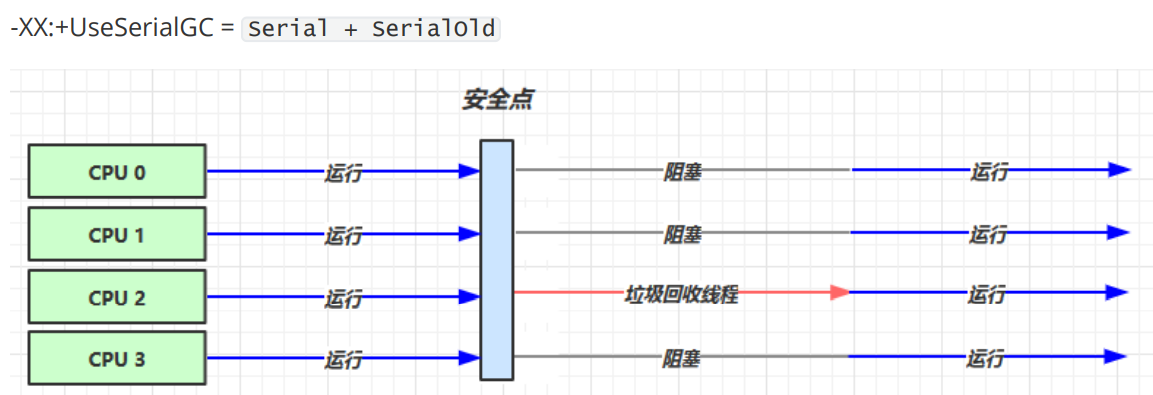 -XX:+UseSerialGC = Serial + SerialOld
安全点
CPU 0 运行 阻塞 运行
CPU 1 运行 阻塞 运行
CPU 2 运行 垃圾回收线程 运行
CPU 3 运行 阻塞 运行